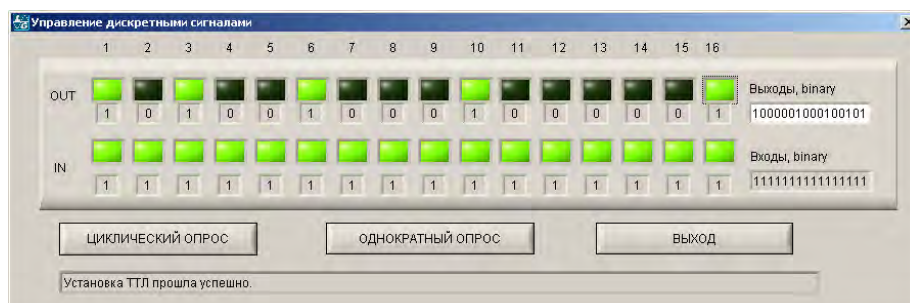 Управление дискретными сигналами
1 2 3 4 5 6 7 8 9 10 11 12 13 14 15 16
OUT
Выходы, binary
1 0 1 0 0 1 0 0 0 1 0 0 0 0 0 1
1000001000100101
IN
Входы, binary
1 1 1 1 1 1 1 1 1 1 1 1 1 1 1 1
1111111111111111
ЦИКЛИЧЕСКИЙ ОПРОС ОДНОКРАТНЫЙ ОПРОС ВЫХОД
Установка ТТЛ прошла успешно.